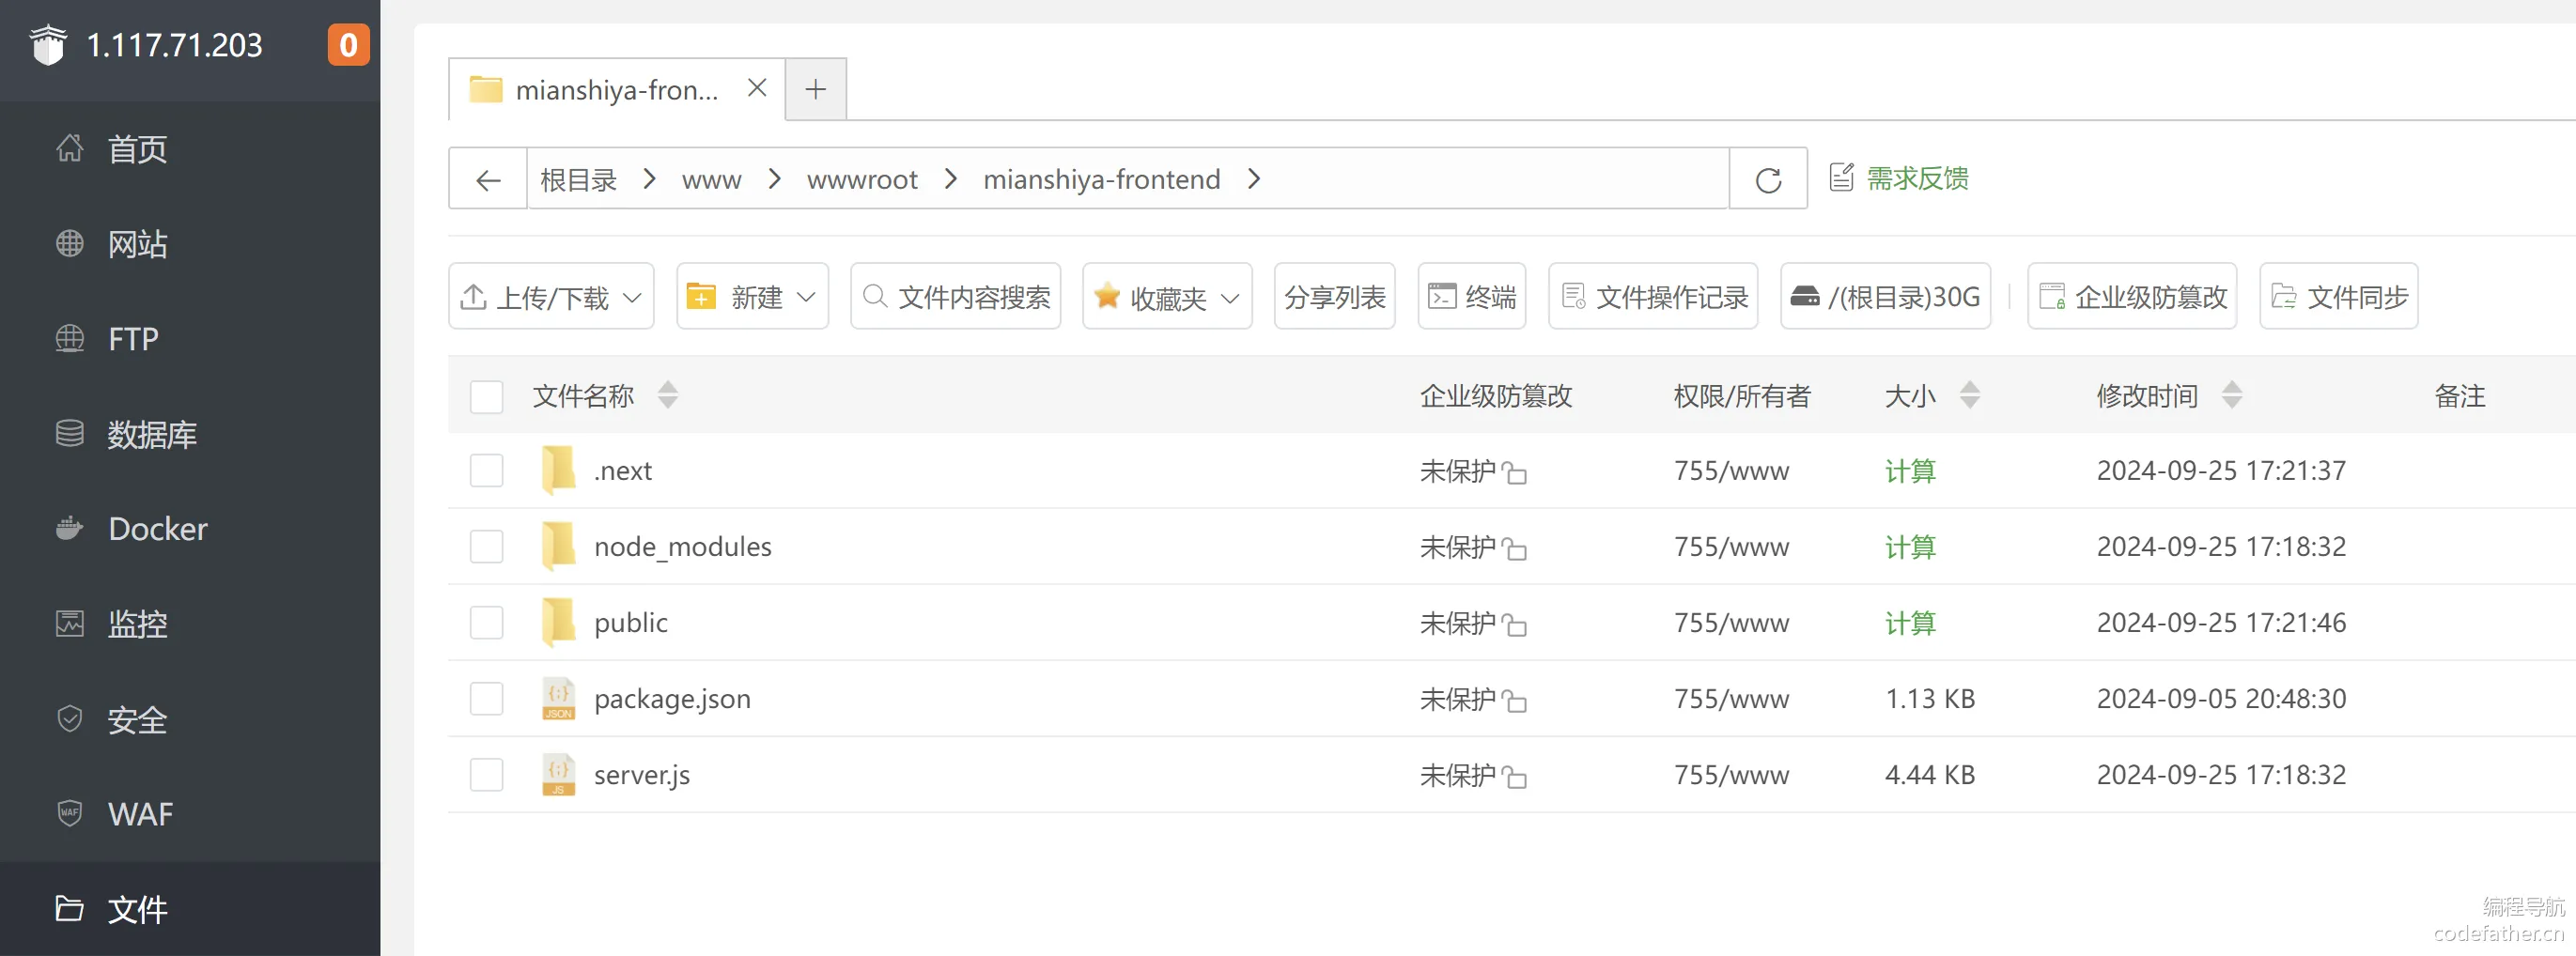 1.117.71.203 0
首页
网站
FTP
数据库
Docker
监控
安全
WAF
文件
mianshiya-fron...
根目录 www wwwroot mianshiya-frontend 需求反馈
上传/下载 新建 文件内容搜索 收藏夹 分享列表 终端 文件操作记录 /(根目录)30G 企业级防篡改 文件同步
文件名称 企业级防篡改 权限/所有者 大小 修改时间 备注
.next 未保护 755/www 计算 2024-09-25 17:21:37
node_modules 未保护 755/www 计算 2024-09-25 17:18:32
public 未保护 755/www 计算 2024-09-25 17:21:46
JSON package.json 未保护 755/www 1.13 KB 2024-09-05 20:48:30
JS server.js 未保护 755/www 4.44 KB 2024-09-25 17:18:32
编程导航
codefather.cn